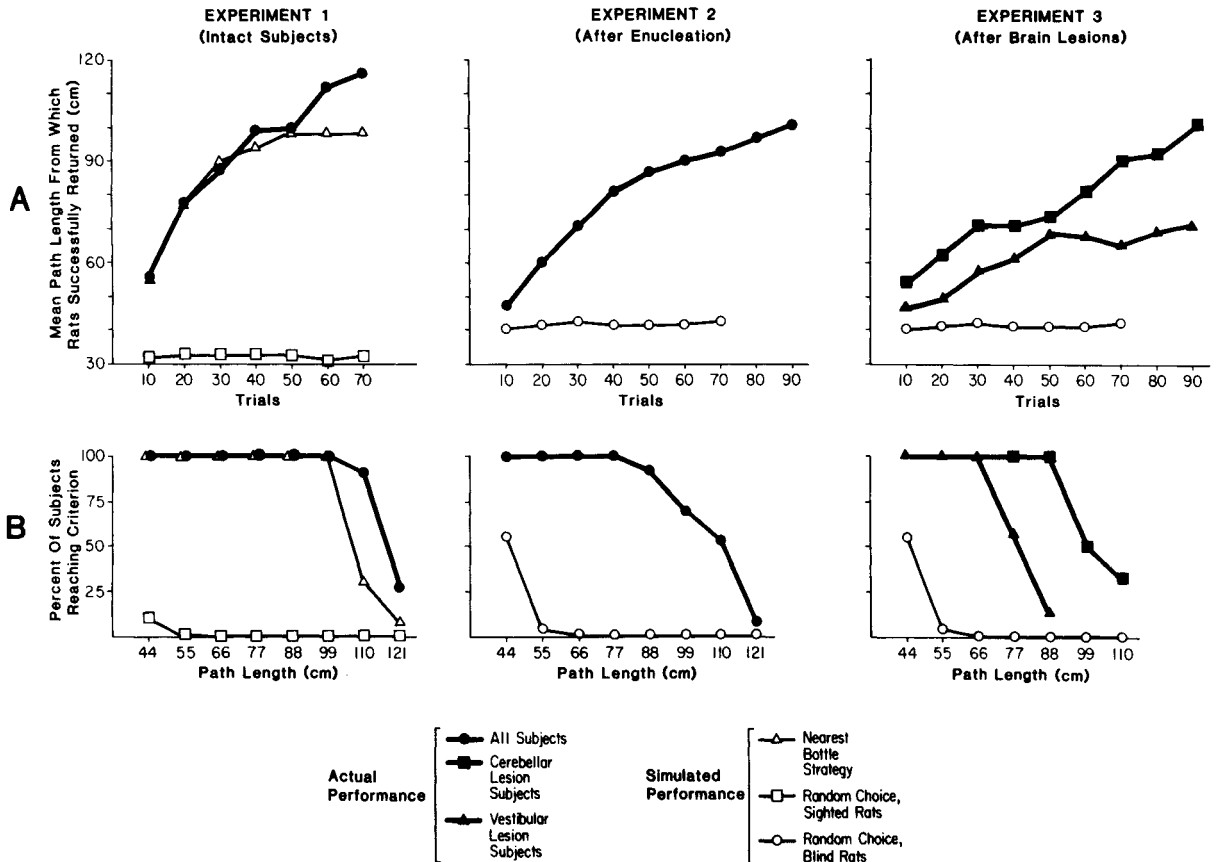 EXPERIMENT 1
(Intact Subjects)
EXPERIMENT 2
(After Enucleation)
EXPERIMENT 3
(After Brain Lesions)
A
Mean Path Length From Which
Rats Successfully Returned (cm)
120
90
60
30
10 20 30 40 50 60 70
Trials
10 20 30 40 50 60 70 80 90
Trials
10 20 30 40 50 60 70 80 90
Trials
B
Percent Of Subjects
Reaching Criterion
100
75
50
25
44 55 66 77 88 99 110 121
Path Length (cm)
44 55 66 77 88 99 110 121
Path Length (cm)
44 55 66 77 88 99 110
Path Length (cm)
Actual
Performance
All Subjects
Cerebellar
Lesion
Subjects
Vestibular
Lesion
Subjects
Simulated
Performance
Nearest
Bottle
Strategy
Random Choice,
Sighted Rats
Random Choice,
Blind Rats